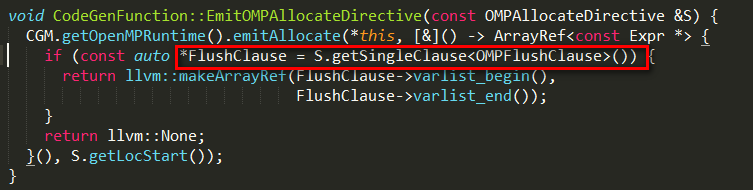 void CodeGenFunction::EmitOMPAllocateDirective(const OMPAllocateDirective &S) {
  CGM.getOpenMPRuntime().emitAllocate(*this, [&]() -> ArrayRef<const Expr *> {
    if (const auto *FlushClause = S.getSingleClause<OMPFlushClause>()) {
      return llvm::makeArrayRef(FlushClause->varlist_begin(),
                                FlushClause->varlist_end());
    }
    return llvm::None;
  }(), S.getLocStart());
}